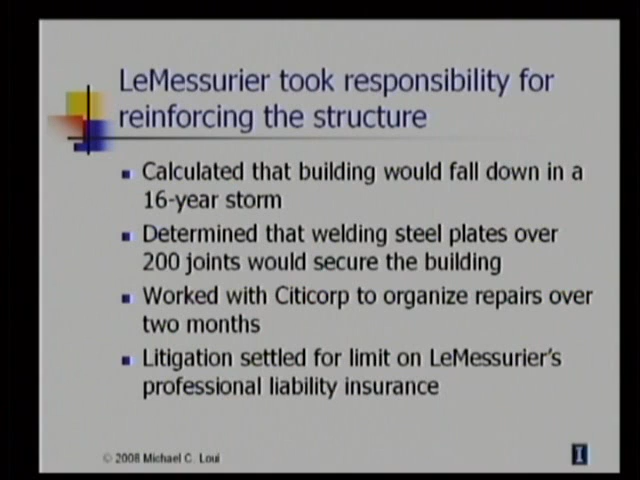 LeMessurier took responsibility for
reinforcing the structure
Calculated that building would fall down in a
16-year storm
Determined that welding steel plates over
200 joints would secure the building
Worked with Citicorp to organize repairs over
two months
Litigation settled for limit on LeMessurier's
professional liability insurance
© 2008 Michael C. Loui
I